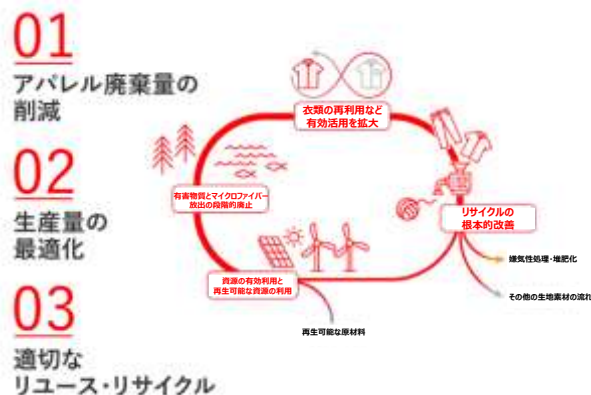 01
アパレル廃棄量の
削減
02
生産量の
最適化
03
適切な
リユース・リサイクル
衣類の再利用など
有効活用を拡大
有害物質とマイクロファイバー
放出の段階的廃止
リサイクルの
根本的改善
資源の有効利用と
再生可能な資源の利用
嫌気性処理・堆肥化
その他の生地素材の流れ
再生可能な原材料